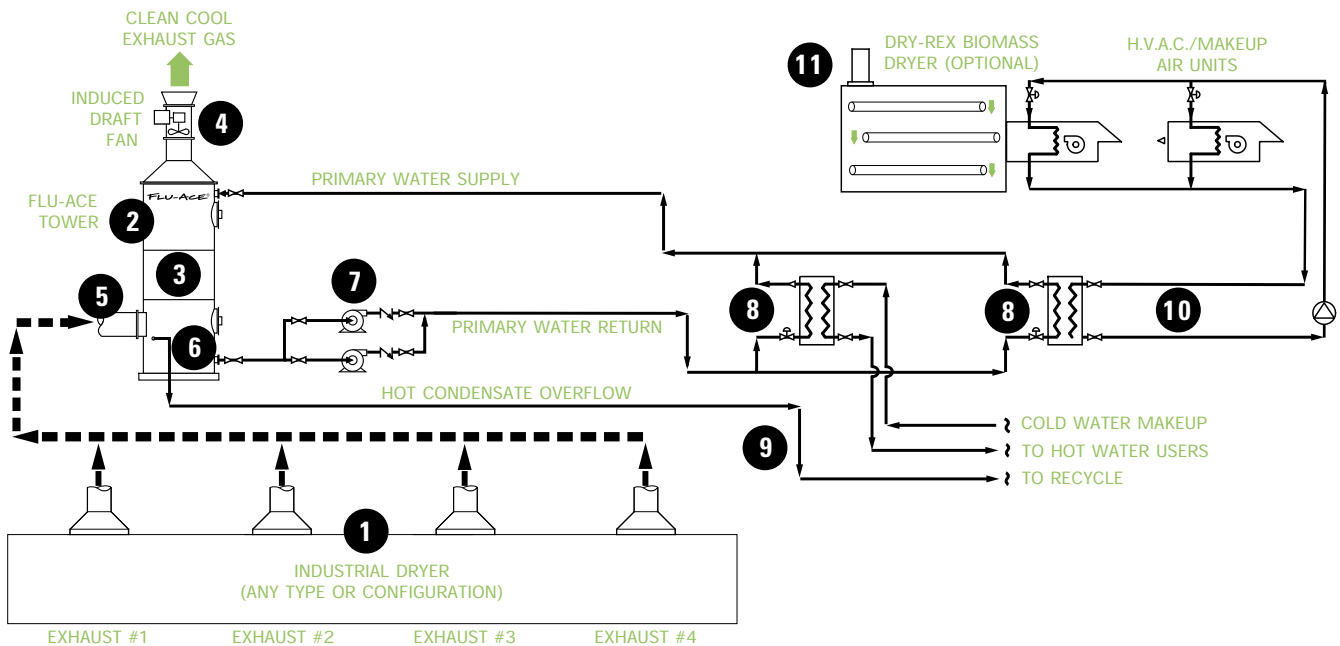 CLEAN COOL
EXHAUST GAS
INDUCED
DRAFT
FAN
4
FLU-ACE
TOWER
2
FLU-ACE®
3
5
6
7
PRIMARY WATER SUPPLY
PRIMARY WATER RETURN
HOT CONDENSATE OVERFLOW
11
DRY-REX BIOMASS
DRYER (OPTIONAL)
H.V.A.C./MAKEUP
AIR UNITS
8
8
10
9
COLD WATER MAKEUP
TO HOT WATER USERS
TO RECYCLE
1
INDUSTRIAL DRYER
(ANY TYPE OR CONFIGURATION)
EXHAUST #1
EXHAUST #2
EXHAUST #3
EXHAUST #4